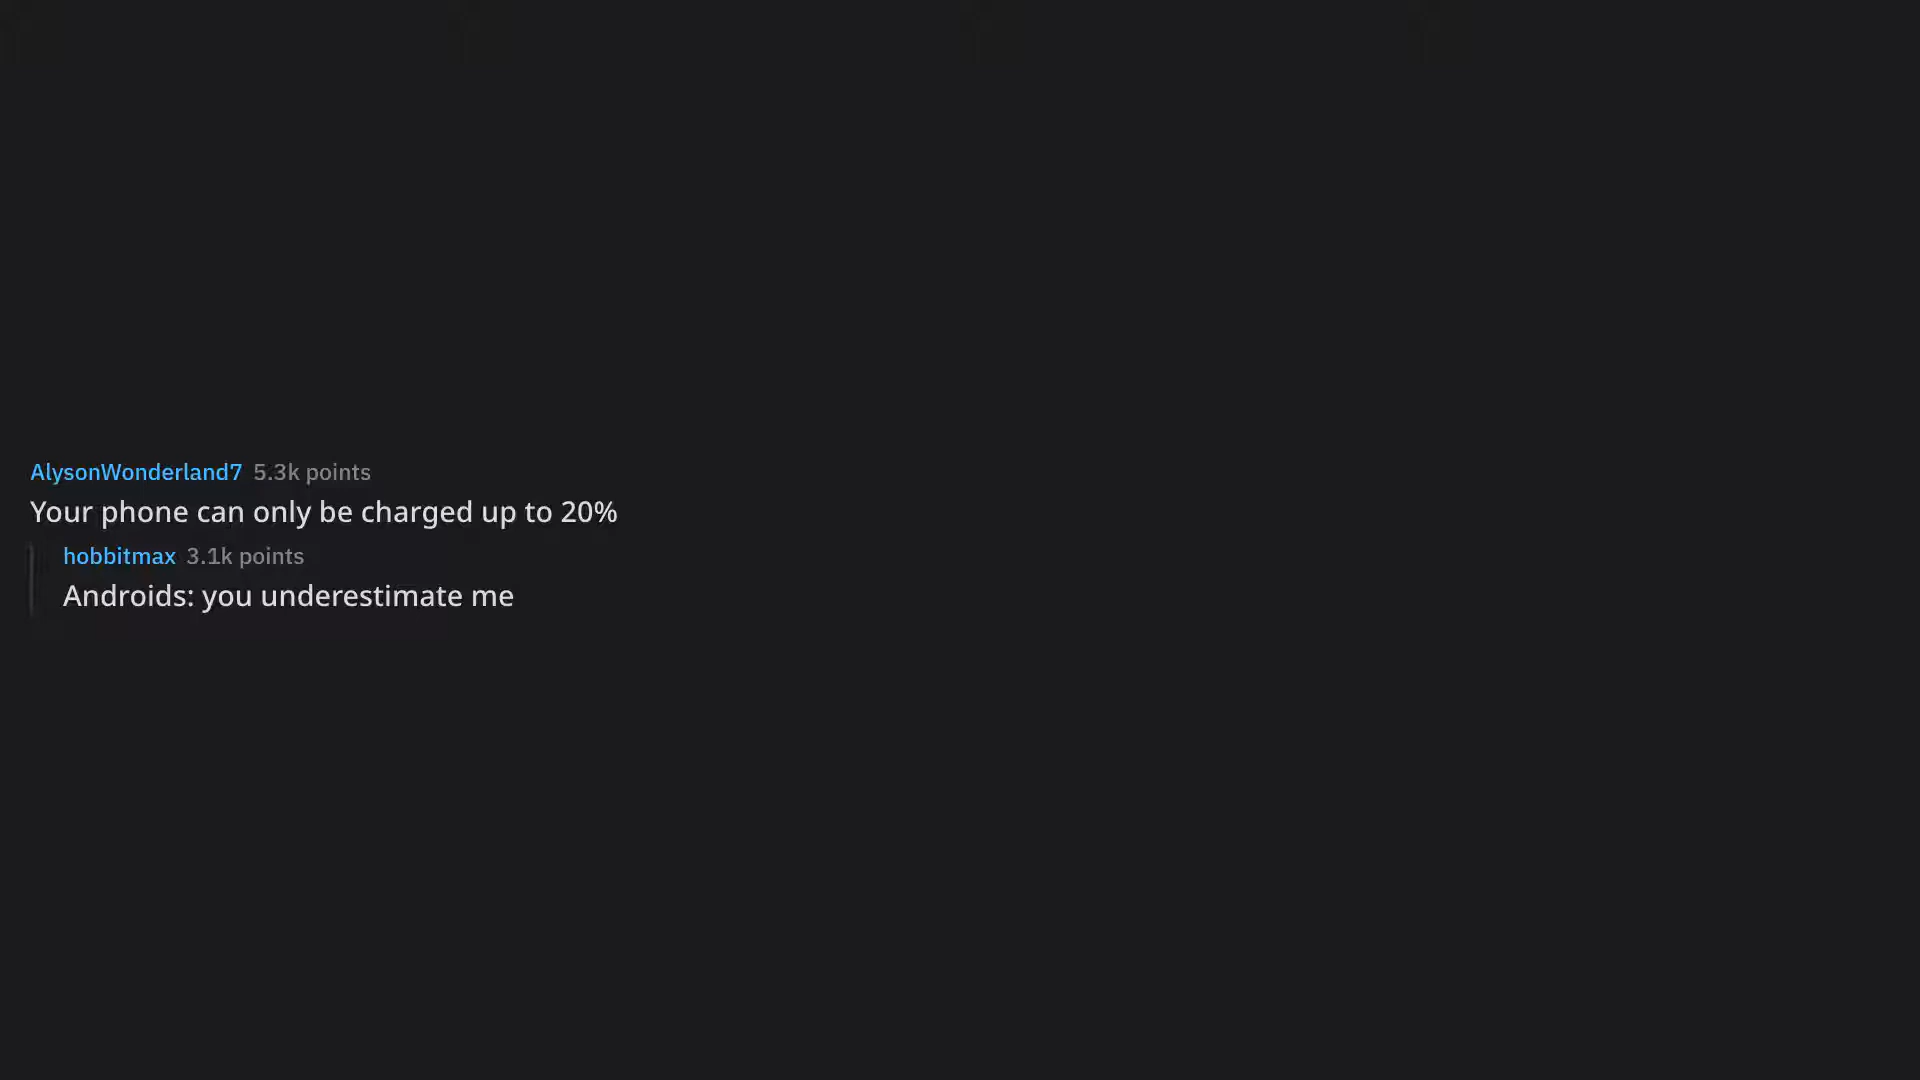 AlysonWonderland7 5.3k points
Your phone can only be charged up to 20%
hobbitmax 3.1k points
Androids: you underestimate me